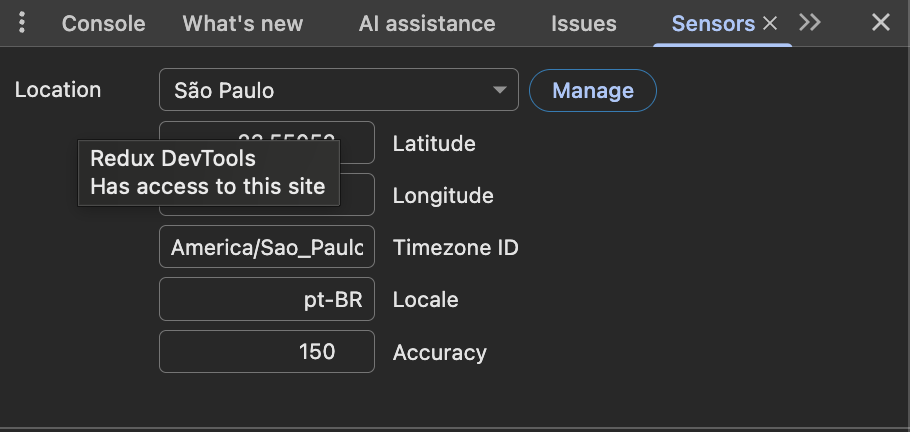 Console What's new AI assistance Issues Sensors
Location São Paulo Manage
Latitude
Redux DevTools
Has access to this site
Longitude
America/Sao_Paulo Timezone ID
pt-BR Locale
150 Accuracy